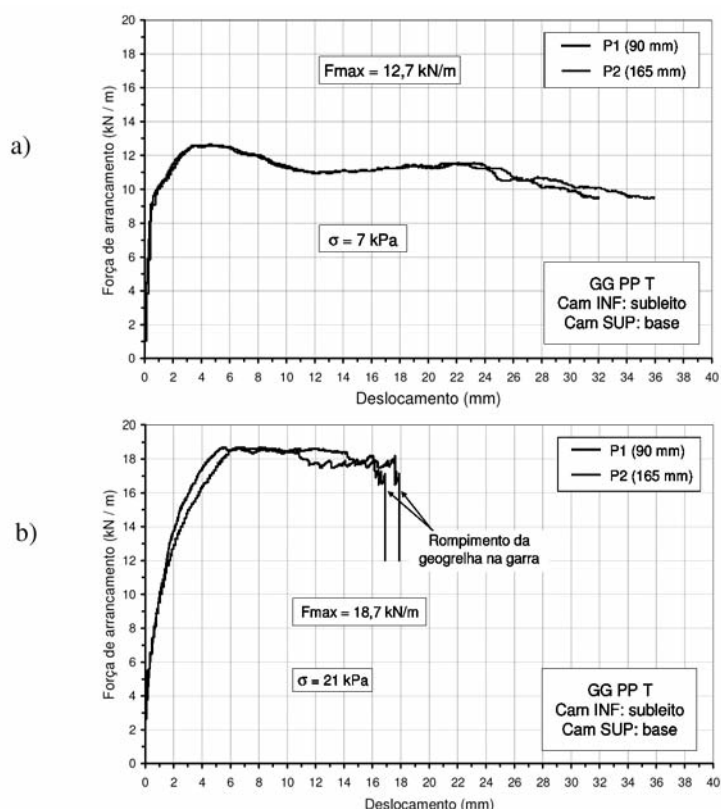 a)
Força de arrancamento (kN / m)
20
18
16
14
12
10
8
6
4
2
0
Fmax = 12,7 kN/m
P1 (90 mm)
P2 (165 mm)
σ = 7 kPa
GG PP T
Cam INF: subleito
Cam SUP: base
0 2 4 6 8 10 12 14 16 18 20 22 24 26 28 30 32 34 36 38 40
Deslocamento (mm)
b)
Força de arrancamento (kN / m)
20
18
16
14
12
10
8
6
4
2
0
P1 (90 mm)
P2 (165 mm)
Rompimento da
geogrelha na garra
Fmax = 18,7 kN/m
σ = 21 kPa
GG PP T
Cam INF: subleito
Cam SUP: base
0 2 4 6 8 10 12 14 16 18 20 22 24 26 28 30 32 34 36 38 40
Deslocamento (mm)